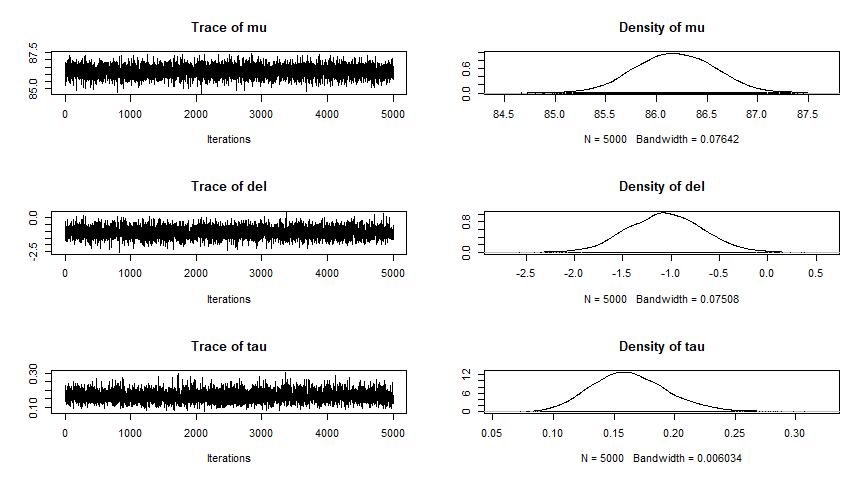 Trace of mu
87.5
85.0
0 1000 2000 3000 4000 5000
Iterations
Density of mu
0.6
0.0
84.5 85.0 85.5 86.0 86.5 87.0 87.5
N = 5000 Bandwidth = 0.07642
Trace of del
0.0
-2.5
0 1000 2000 3000 4000 5000
Iterations
Density of del
0.8
0.0
-2.5 -2.0 -1.5 -1.0 -0.5 0.0 0.5
N = 5000 Bandwidth = 0.07508
Trace of tau
0.30
0.10
0 1000 2000 3000 4000 5000
Iterations
Density of tau
12
6
0
0.05 0.10 0.15 0.20 0.25 0.30
N = 5000 Bandwidth = 0.006034